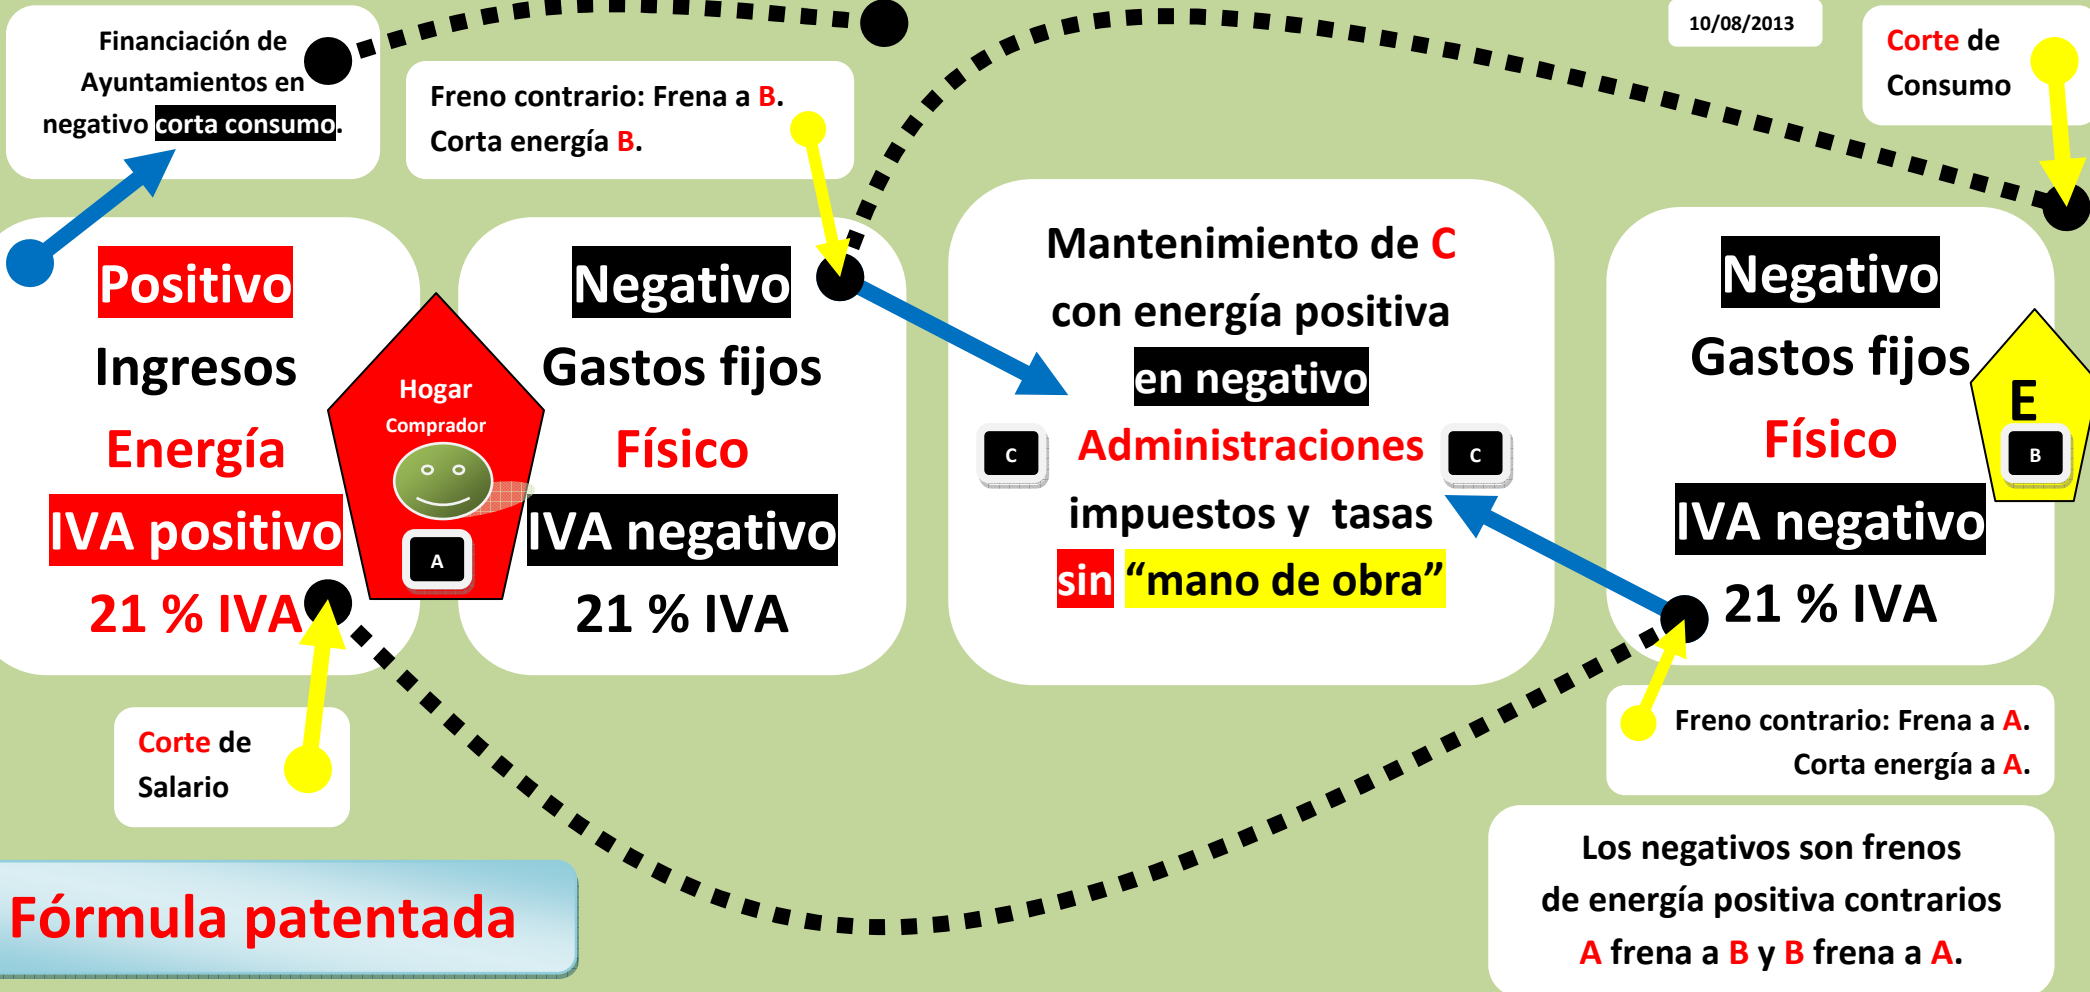 10/08/2013
Financiación de
Ayuntamientos en
negativo corta consumo.
Freno contrario: Frena a B.
Corta energía B.
Corte de
Consumo
Positivo
Ingresos
Energía
IVA positivo
21 % IVA
Hogar
Comprador
A
Negativo
Gastos fijos
Físico
IVA negativo
21 % IVA
Mantenimiento de C
con energía positiva
en negativo
C Administraciones C
impuestos y tasas
sin “mano de obra”
Negativo
Gastos fijos
Físico
IVA negativo
21 % IVA
E
B
Corte de
Salario
Freno contrario: Frena a A.
Corta energía a A.
Los negativos son frenos
de energía positiva contrarios
A frena a B y B frena a A.
Fórmula patentada